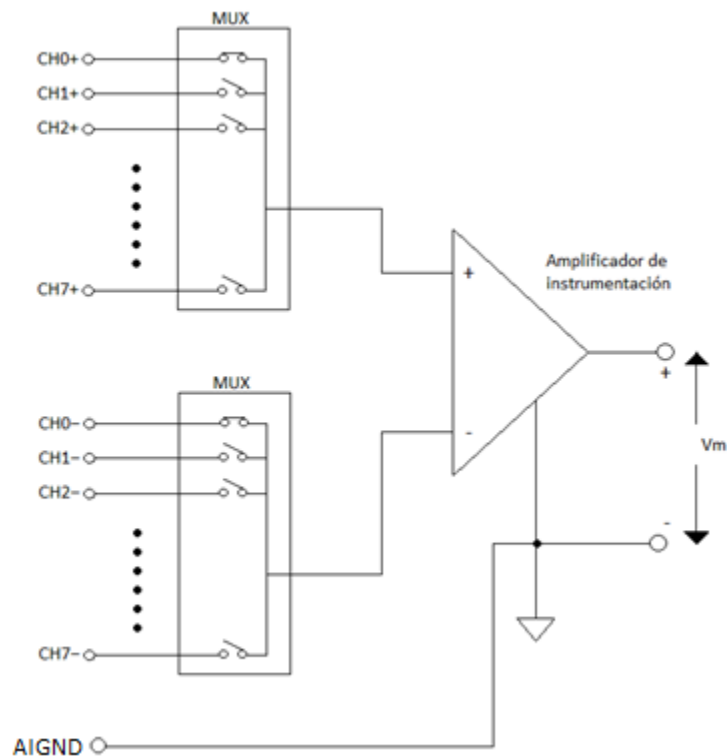 MUX
CH0+
CH1+
CH2+
CH7+
Amplificador de
instrumentación
+
-
+
-
Vm
MUX
CH0−
CH1−
CH2−
CH7−
AIGND